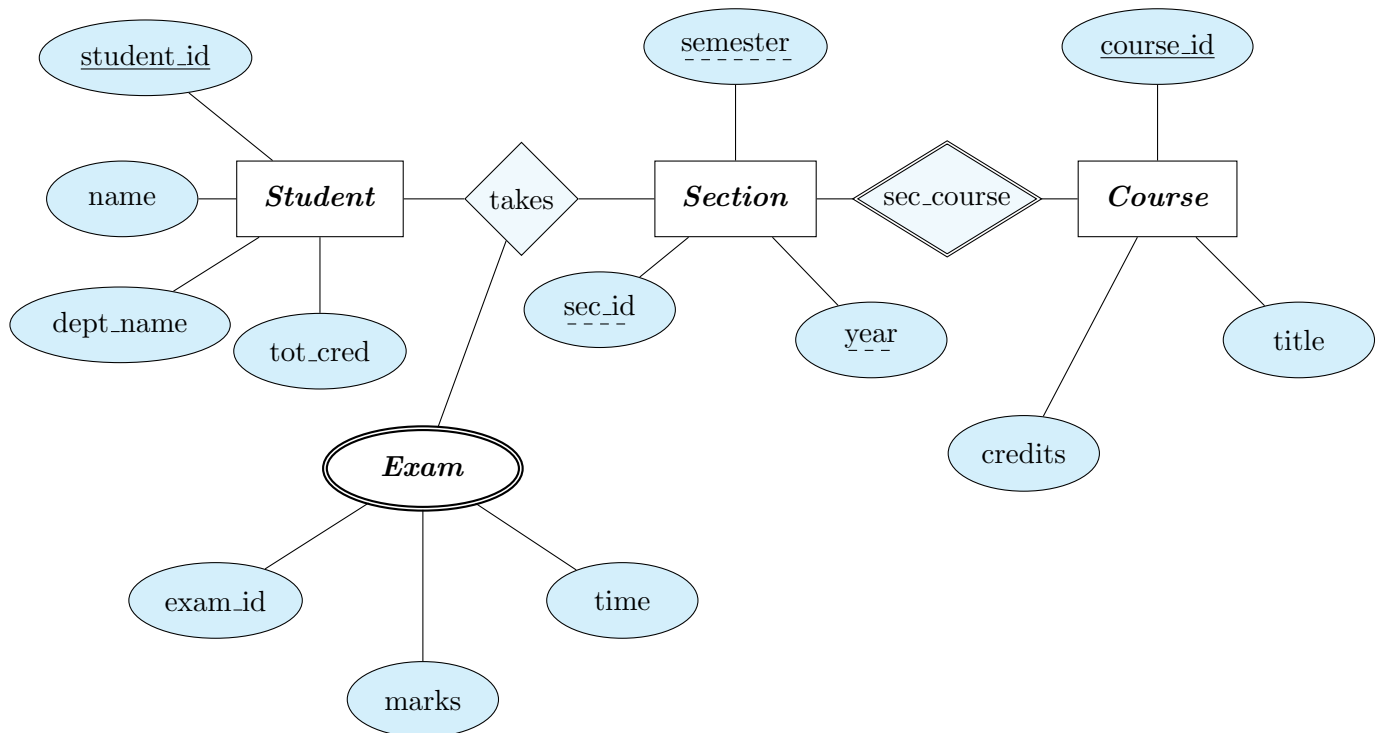 student_id
semester
course_id
name
Student
takes
Section
sec_course
Course
dept_name
tot_cred
sec_id
year
title
Exam
credits
exam_id
time
marks